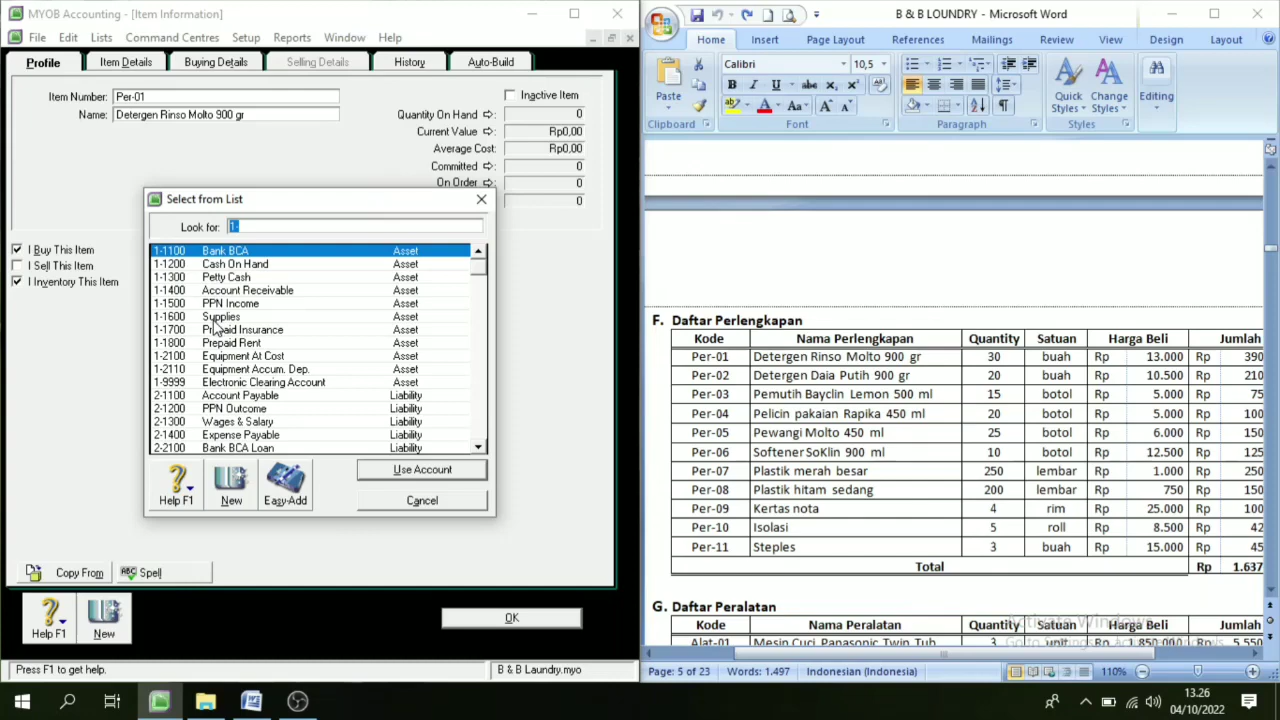 MYOB Accounting - [Item Information]
File Edit Lists Command Centres Setup Reports Window Help
Profile Item Details Buying Details Selling Details History Auto-Build
Item Number: Per-01
Name: Detergen Rinso Molto 900 gr
Inactive Item
Quantity On Hand 0
Current Value Rp0,00
Average Cost: Rp0,00
Committed 0
On Order 0
0
I Buy This Item
I Sell This Item
I Inventory This Item
Select from List
Look for: 1-
1-1100 Bank BCA Asset
1-1200 Cash On Hand Asset
1-1300 Petty Cash Asset
1-1400 Account Receivable Asset
1-1500 PPN Income Asset
1-1600 Supplies Asset
1-1700 Prepaid Insurance Asset
1-1800 Prepaid Rent Asset
1-2100 Equipment At Cost Asset
1-2110 Equipment Accum. Dep. Asset
1-9999 Electronic Clearing Account Asset
2-1100 Account Payable Liability
2-1200 PPN Outcome Liability
2-1300 Wages & Salary Liability
2-1400 Expense Payable Liability
2-2100 Bank BCA Loan Liability
Use Account
Help F1 New Easy-Add Cancel
Copy From Spell
Help F1 New OK
Press F1 to get help. B & B Laundry.myo
B & B LOUNDRY - Microsoft Word
Home Insert Page Layout References Mailings Review View Design Layout
Calibri 10,5
Paste
Quick Styles Change Styles Editing
Clipboard Font Paragraph Styles
F. Daftar Perlengkapan
Kode Nama Perlengkapan Quantity Satuan Harga Beli Jumlah
Per-01 Detergen Rinso Molto 900 gr 30 buah Rp 13.000 Rp 390
Per-02 Detergen Daia Putih 900 gr 20 buah Rp 10.500 Rp 210
Per-03 Pemutih Bayclin Lemon 500 ml 15 botol Rp 5.000 Rp 75
Per-04 Pelicin pakaian Rapika 450 ml 20 botol Rp 5.000 Rp 100
Per-05 Pewangi Molto 450 ml 25 botol Rp 6.000 Rp 150
Per-06 Softener SoKlin 900 ml 10 botol Rp 12.500 Rp 125
Per-07 Plastik merah besar 250 lembar Rp 1.000 Rp 250
Per-08 Plastik hitam sedang 200 lembar Rp 750 Rp 150
Per-09 Kertas nota 4 rim Rp 25.000 Rp 100
Per-10 Isolasi 5 roll Rp 8.500 Rp 42
Per-11 Steples 3 buah Rp 15.000 Rp 45
Total Rp 1.637
G. Daftar Peralatan
Kode Nama Peralatan Quantity Satuan Harga Beli Jumlah
Alat-01 Mesin Cuci Panasonic Twin Tub 3 unit Rp 1.850.000 Rp 5.550
Activate Windows
Page: 5 of 23 Words: 1.497 Indonesian (Indonesia) 110%
13.26
04/10/2022